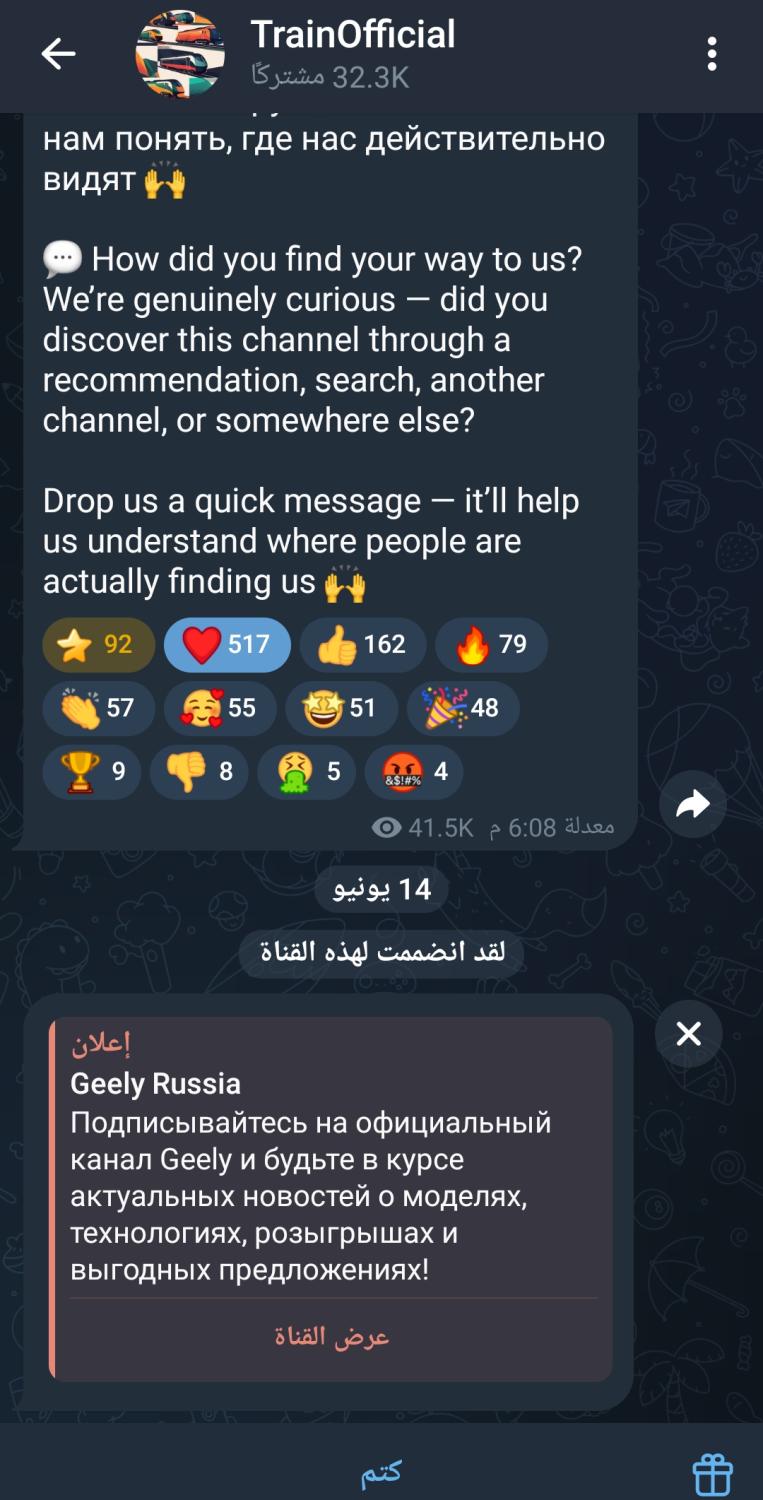 TrainOfficial
32.3K مشتركًا
нам понять, где нас действительно
видят 🙌
💬 How did you find your way to us?
We’re genuinely curious — did you
discover this channel through a
recommendation, search, another
channel, or somewhere else?
Drop us a quick message — it’ll help
us understand where people are
actually finding us 🙌
⭐ 92 ❤️ 517 👍 162 🔥 79
👏 57 🥰 55 🤩 51 🎉 48
🏆 9 👎 8 🤮 5 🤬 4
41.5K معدلة 6:08 م
14 يونيو
لقد انضممت لهذه القناة
إعلان
Geely Russia
Подписывайтесь на официальный
канал Geely и будьте в курсе
актуальных новостей о моделях,
технологиях, розыгрышах и
выгодных предложениях!
عرض القناة
كتم